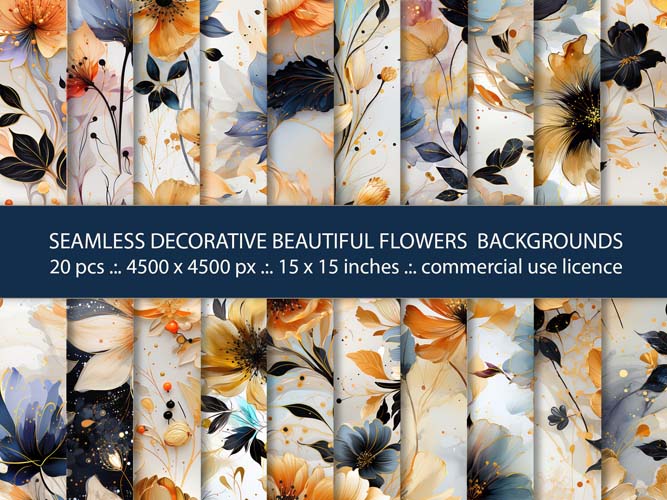 SEAMLESS DECORATIVE BEAUTIFUL FLOWERS BACKGROUNDS
20 pcs .:. 4500 x 4500 px .:. 15 x 15 inches .:. commercial use licence